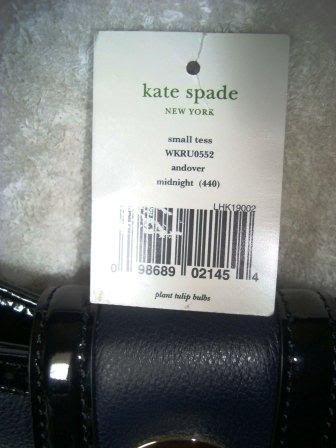 kate spade
NEW YORK
small tess
WKRU0552
andover
midnight (440)
LHK19002
0 98689 02145 4
plant tulip bulbs